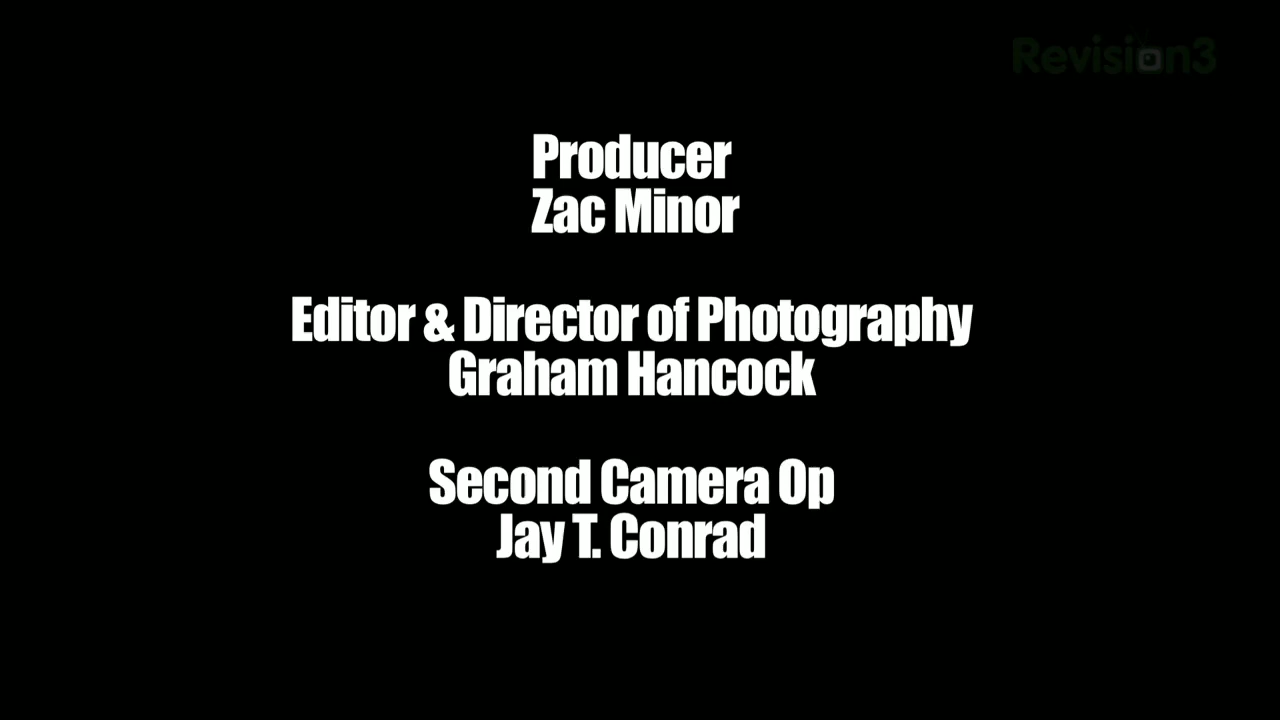 Revision3
Producer
Zac Minor
Editor & Director of Photography
Graham Hancock
Second Camera Op
Jay T. Conrad